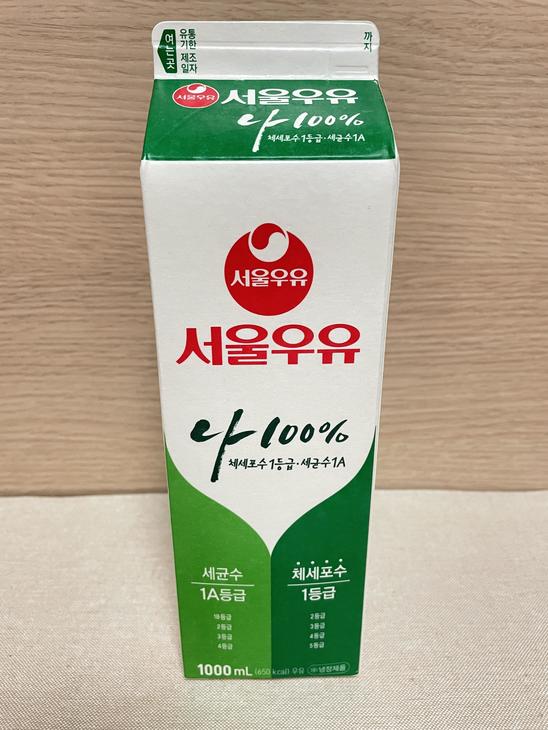 여는곳
유통
기한
제조
일자
까지
서울우유
서울우유
나100%
체세포수1등급·세균수1A
서울우유
서울우유
나100%
체세포수1등급·세균수1A
세균수
1A등급
1B등급
2등급
3등급
4등급
체세포수
1등급
2등급
3등급
4등급
5등급
1000mL (650 kcal) 우유 냉장제품